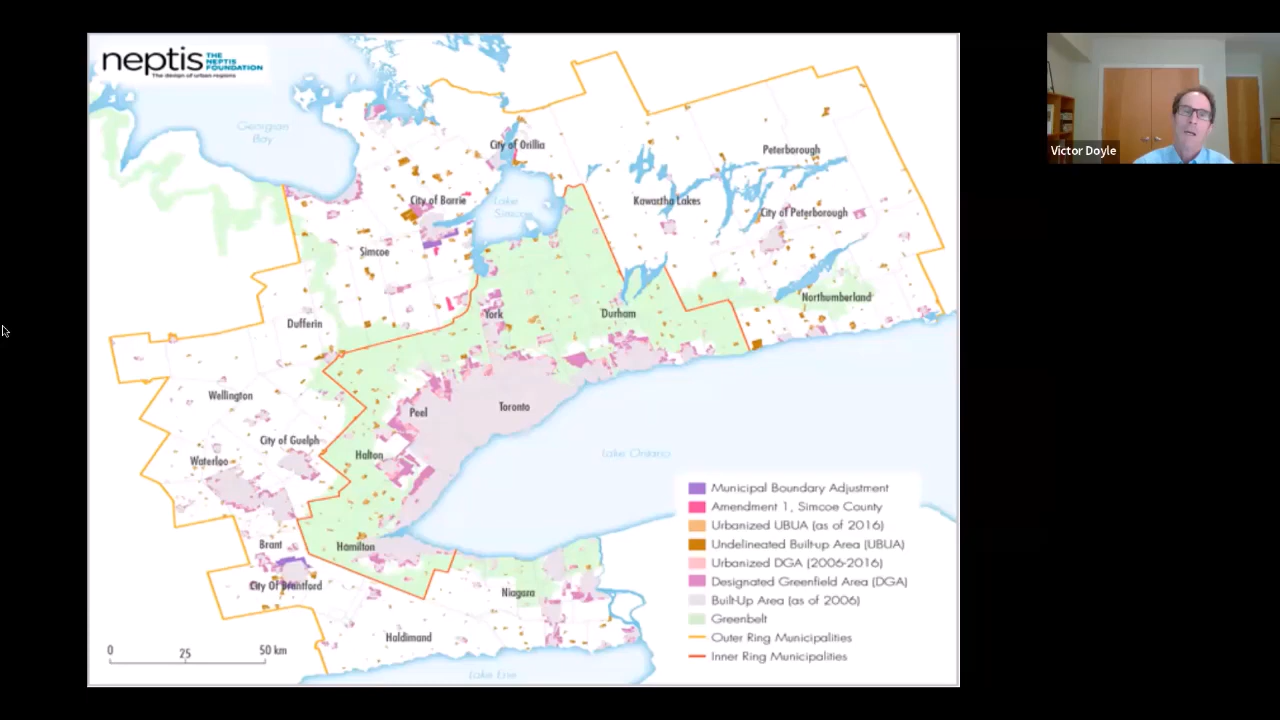 neptis THE
NEPTIS
FOUNDATION
The design of urban regions
Victor Doyle
Georgian
Bay
City of Orillia
Peterborough
City of Barrie
Lake
Simcoe
Kawartha Lakes
City of Peterborough
Simcoe
Northumberland
York
Durham
Dufferin
Wellington
Peel
Toronto
City of Guelph
Halton
Waterloo
Lake Ontario
Brant
Hamilton
City Of Brantford
Niagara
Haldimand
Lake Erie
0
25
50 km
Municipal Boundary Adjustment
Amendment 1, Simcoe County
Urbanized UBUA (as of 2016)
Undelineated Built-up Area (UBUA)
Urbanized DGA (2006-2016)
Designated Greenfield Area (DGA)
Built-Up Area (as of 2006)
Greenbelt
Outer Ring Municipalities
Inner Ring Municipalities